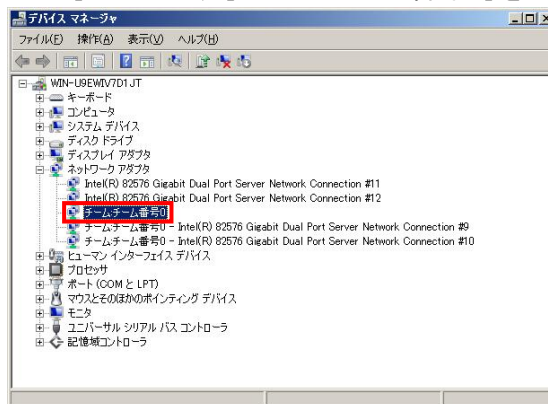 デバイス マネージャ
ファイル(F) 操作(A) 表示(V) ヘルプ(H)
WIN-U9EWIV7D1JT
キーボード
コンピュータ
システム デバイス
ディスク ドライブ
ディスプレイ アダプタ
ネットワーク アダプタ
Intel(R) 82576 Gigabit Dual Port Server Network Connection #11
Intel(R) 82576 Gigabit Dual Port Server Network Connection #12
チーム:チーム番号0
チーム:チーム番号0 - Intel(R) 82576 Gigabit Dual Port Server Network Connection #9
チーム:チーム番号0 - Intel(R) 82576 Gigabit Dual Port Server Network Connection #10
ヒューマン インターフェイス デバイス
プロセッサ
ポート (COM と LPT)
マウスとそのほかのポインティング デバイス
モニタ
ユニバーサル シリアル バス コントローラ
記憶域コントローラ